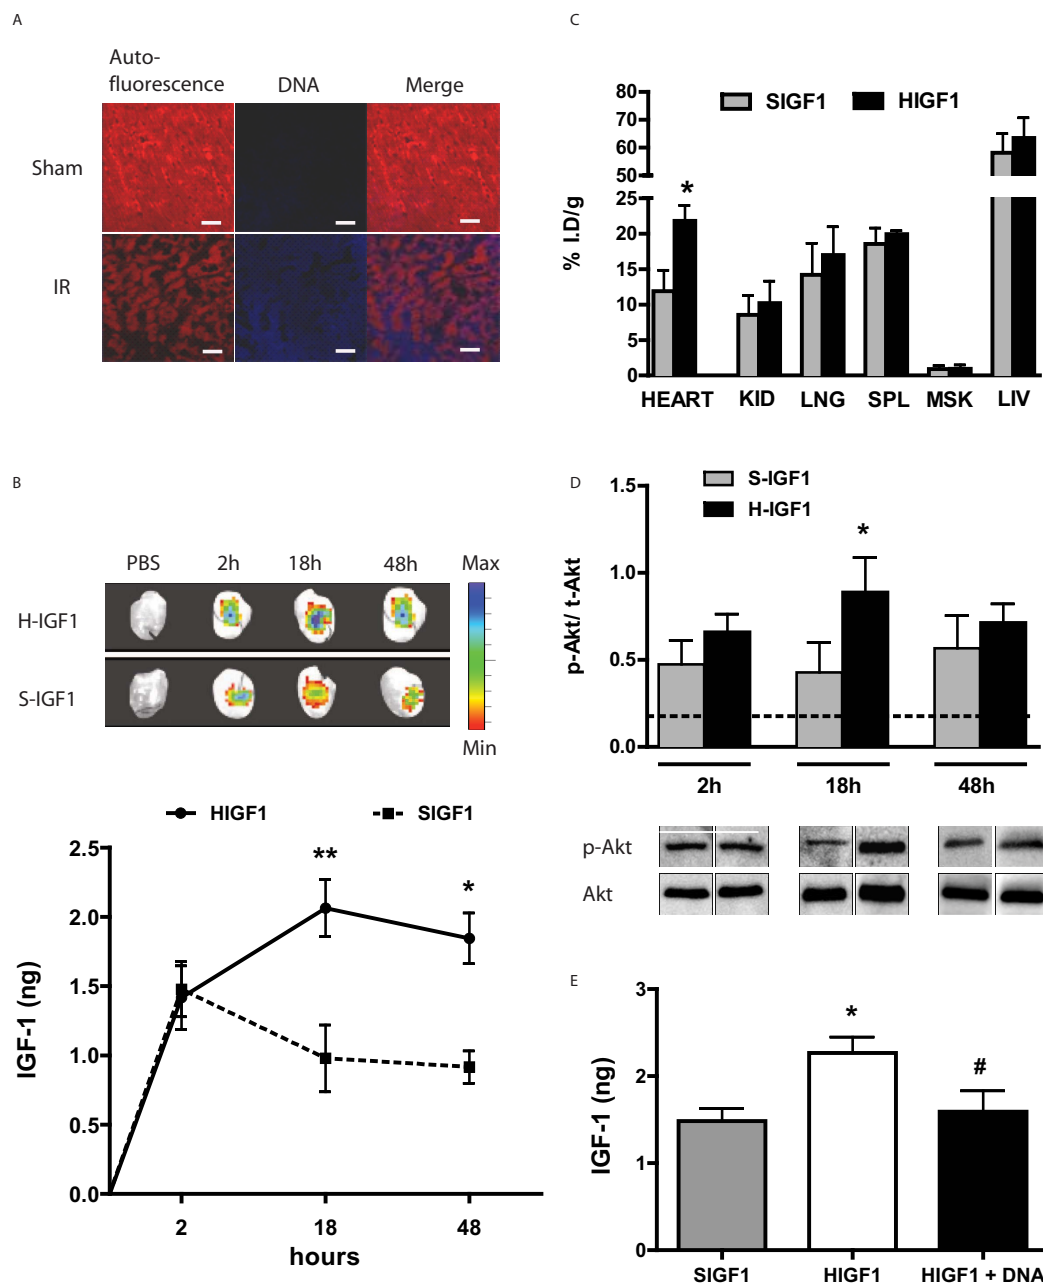 A
Auto-
fluorescence DNA Merge
Sham
IR
B
PBS 2h 18h 48h Max
H-IGF1
S-IGF1
Min
HIGF1 SIGF1
2.5
2.0
1.5
1.0
0.5
0.0
** *
IGF-1 (ng)
2 18 48
hours
C
SIGF1 HIGF1
80
70
60
50
25
20
15
10
5
0
*
% I.D/g
HEART KID LNG SPL MSK LIV
D
S-IGF1
H-IGF1
1.5
1.0
0.5
0.0
*
p-Akt/ t-Akt
2h 18h 48h
p-Akt
Akt
E
3
2
1
0
* #
IGF-1 (ng)
SIGF1 HIGF1 HIGF1 + DNA